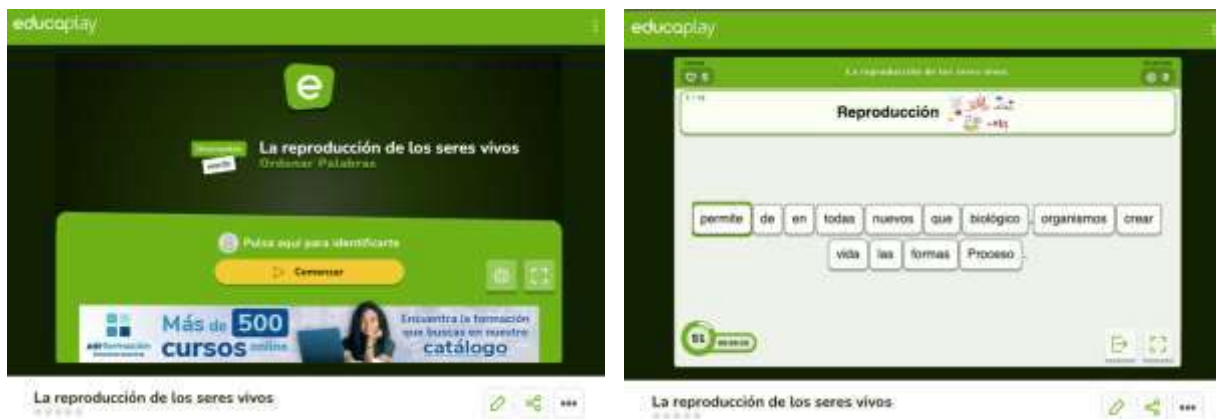 educaplay
La reproducción de los seres vivos
Ordenar Palabras
Pulsa aquí para identificarte
Comenzar
Más de 500
cursos online
Encuentra la formación
que buscas en nuestro
catálogo
La reproducción de los seres vivos
educaplay
La reproducción de los seres vivos
Reproducción
permite de en todas nuevos que biológico , organismos crear
vida las formas Proceso .
La reproducción de los seres vivos